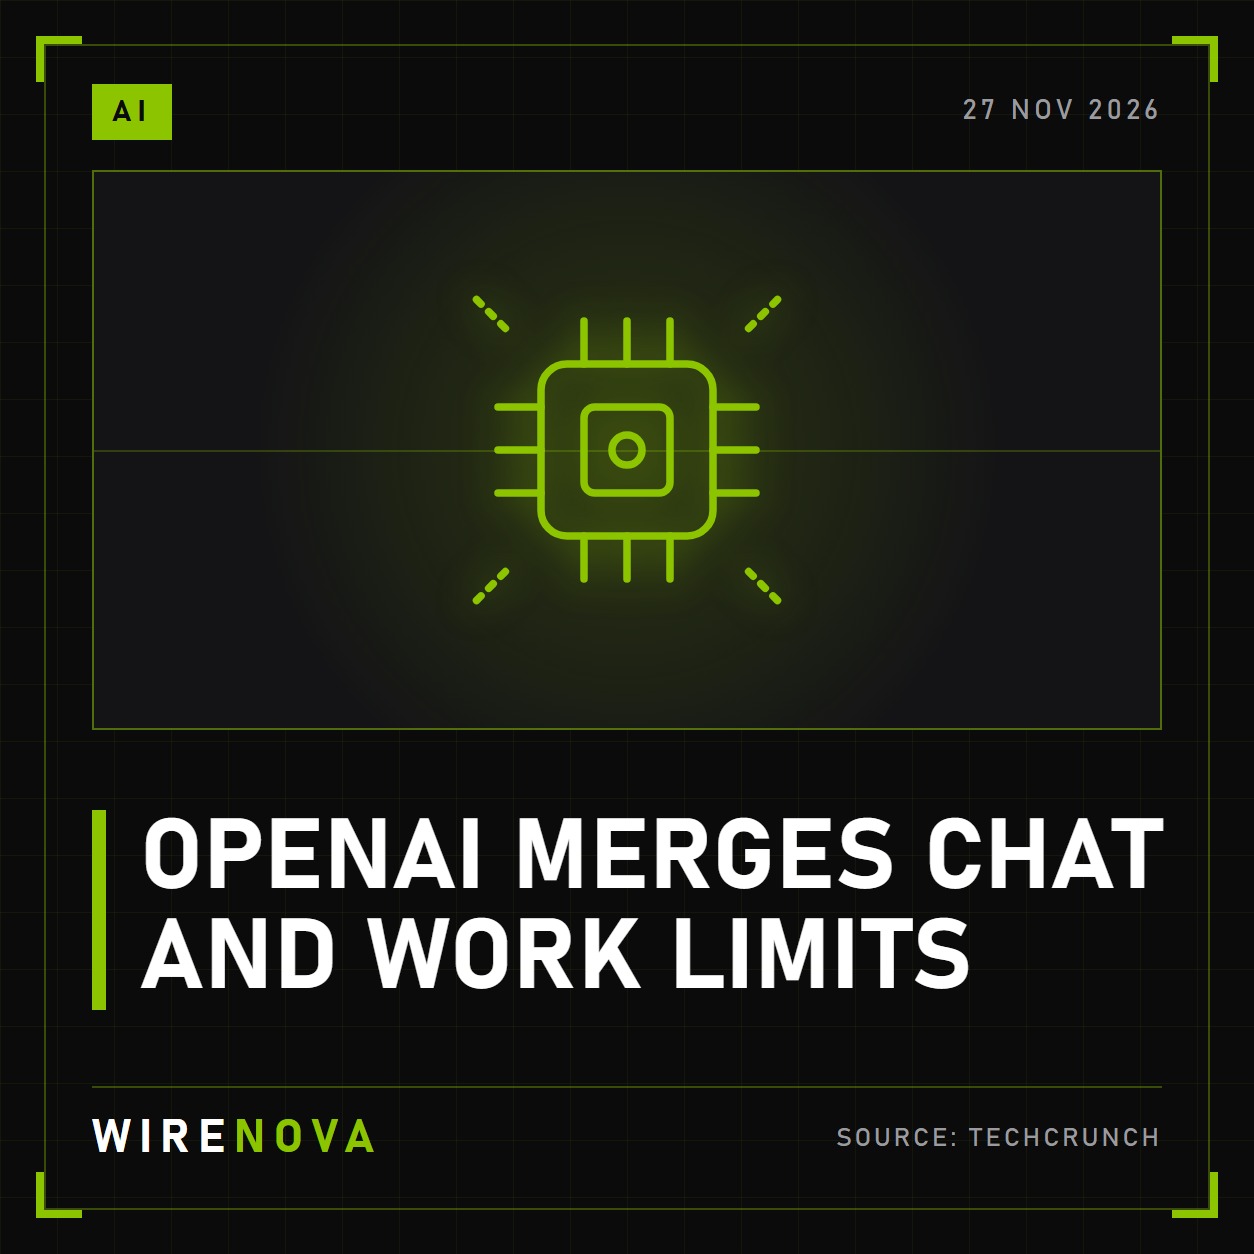 AI
27 NOV 2026
OPENAI MERGES CHAT
AND WORK LIMITS
WIRENOVA
SOURCE: TECHCRUNCH